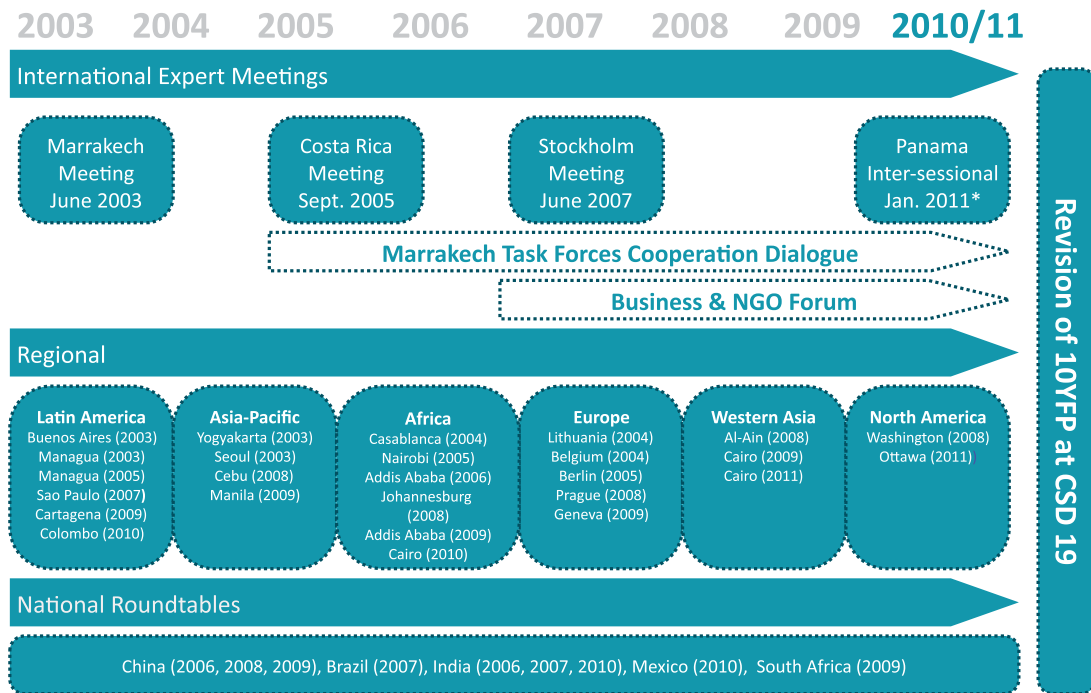 2003 2004 2005 2006 2007 2008 2009 2010/11
International Expert Meetings
Marrakech
Meeting
June 2003
Costa Rica
Meeting
Sept. 2005
Stockholm
Meeting
June 2007
Panama
Inter-sessional
Jan. 2011*
Marrakech Task Forces Cooperation Dialogue
Business & NGO Forum
Regional
Latin America
Buenos Aires (2003)
Managua (2003)
Managua (2005)
Sao Paulo (2007)
Cartagena (2009)
Colombo (2010)
Asia-Pacific
Yogyakarta (2003)
Seoul (2003)
Cebu (2008)
Manila (2009)
Africa
Casablanca (2004)
Nairobi (2005)
Addis Ababa (2006)
Johannesburg
(2008)
Addis Ababa (2009)
Cairo (2010)
Europe
Lithuania (2004)
Belgium (2004)
Berlin (2005)
Prague (2008)
Geneva (2009)
Western Asia
Al-Ain (2008)
Cairo (2009)
Cairo (2011)
North America
Washington (2008)
Ottawa (2011)
National Roundtables
China (2006, 2008, 2009), Brazil (2007), India (2006, 2007, 2010), Mexico (2010), South Africa (2009)
Revision of 10YFP at CSD 19